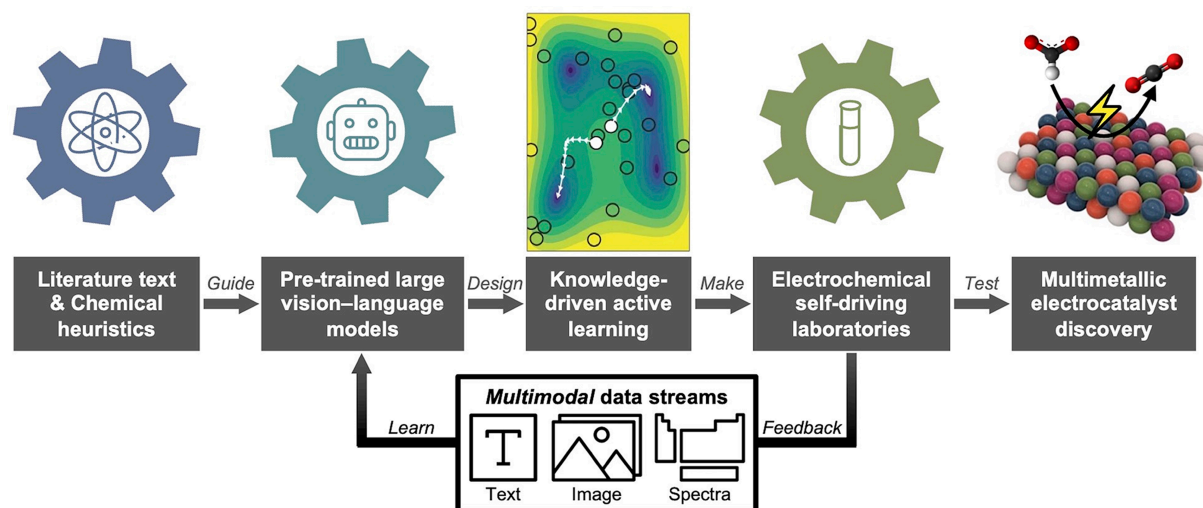 Literature text
& Chemical
heuristics
Guide
Pre-trained large
vision–language
models
Design
Knowledge-
driven active
learning
Make
Electrochemical
self-driving
laboratories
Test
Multimetallic
electrocatalyst
discovery
Multimodal data streams
Learn
Feedback
T
Text
Image
Spectra